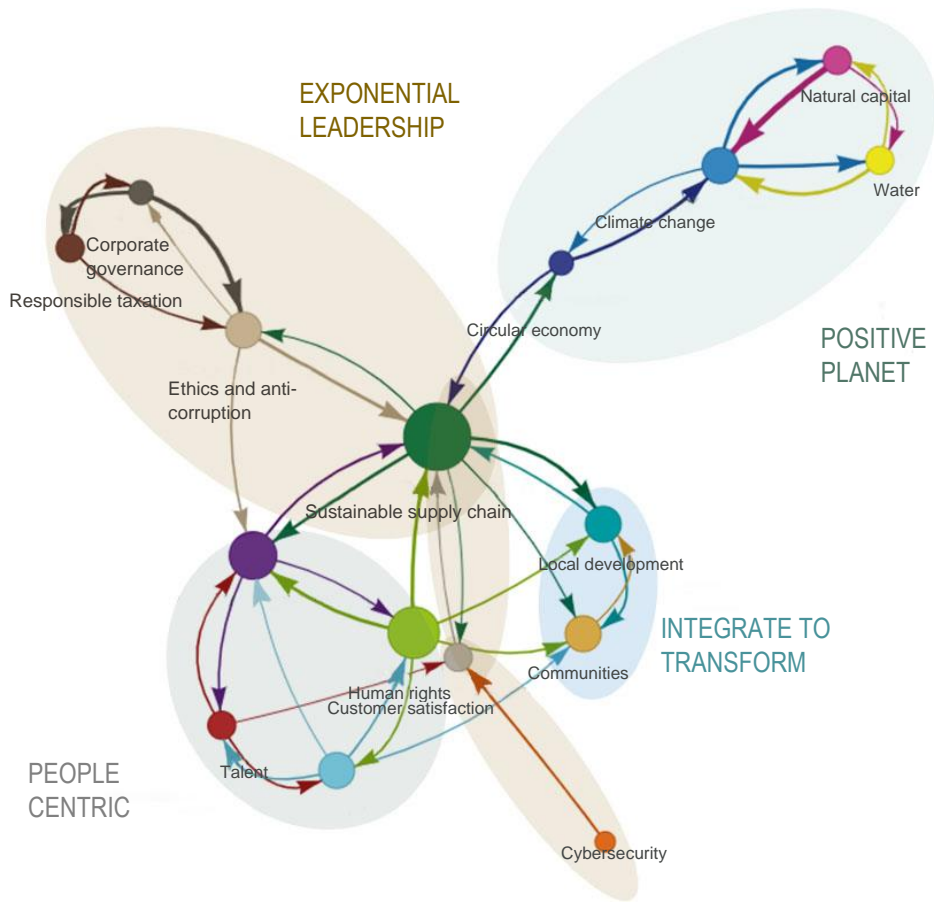 EXPONENTIAL
LEADERSHIP
Natural capital
Water
Climate change
Corporate
governance
Responsible taxation
Circular economy
POSITIVE
PLANET
Ethics and anti-
corruption
Sustainable supply chain
Local development
INTEGRATE TO
TRANSFORM
Communities
Human rights
Customer satisfaction
PEOPLE
CENTRIC
Talent
Cybersecurity